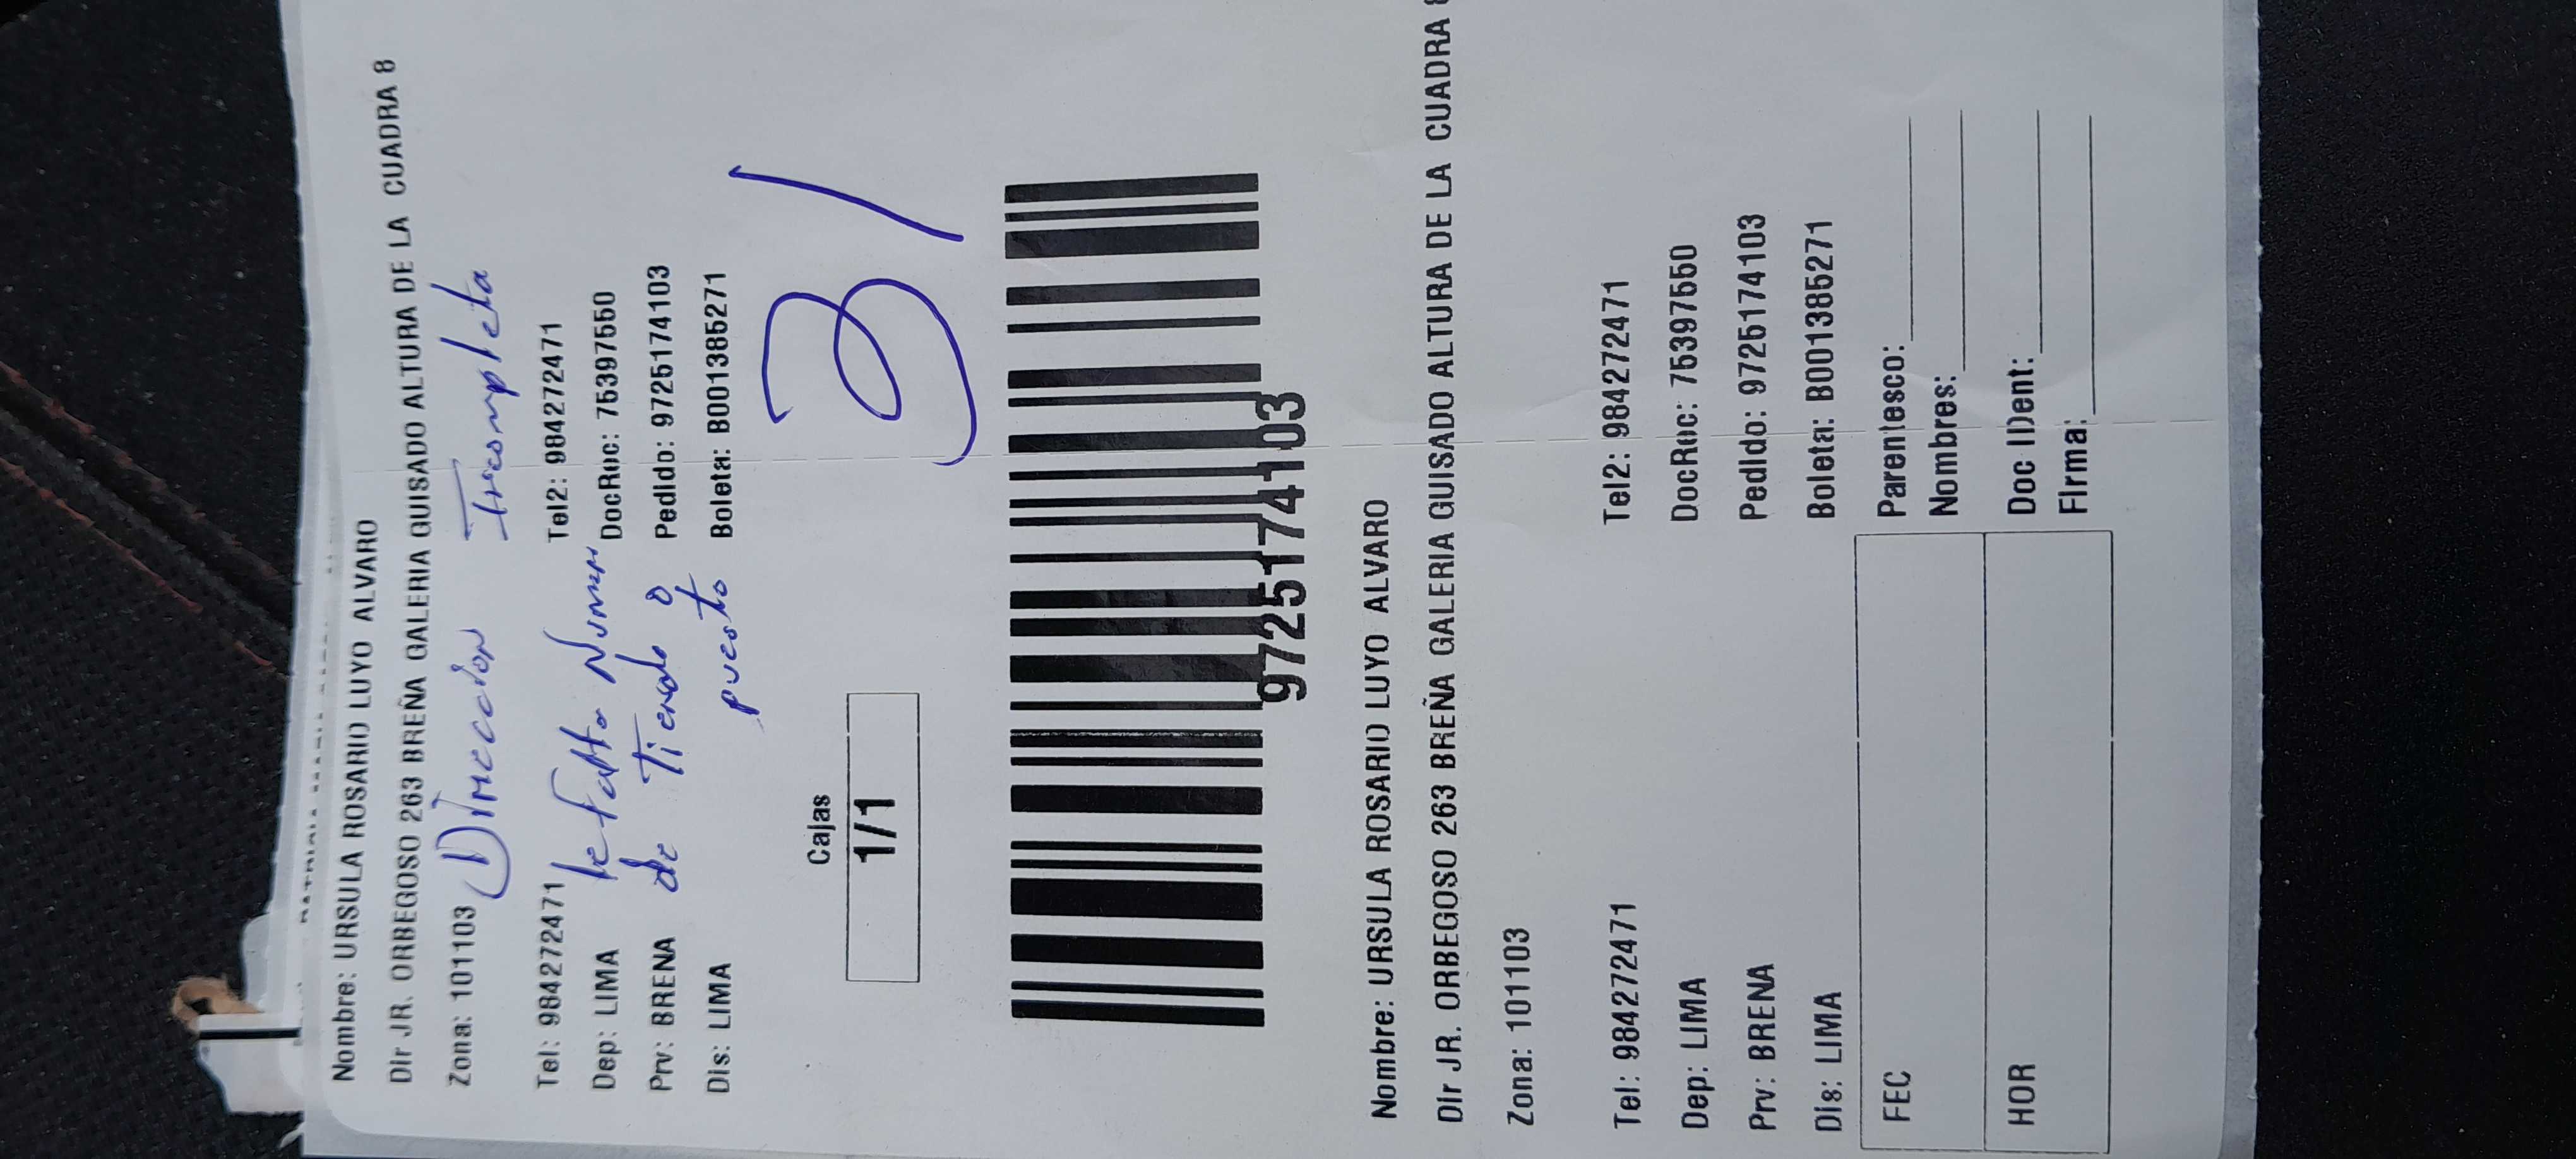 Nombre: URSULA ROSARIO LUYO ALVARO
Dir JR. ORBEGOSO 263 BREÑA GALERIA GUISADO ALTURA DE LA CUADRA 8
Zona: 101103 Dirección Incompleta
Tel: 984272471 Tel2: 984272471
le falta Numer
Dep: LIMA DocRuc: 75397550
de Tienda o
Prv: BRENA Pedido: 9725174103
puesto
Dis: LIMA Boleta: B001385271
31
Cajas
1/1
9725174103
Nombre: URSULA ROSARIO LUYO ALVARO
Dir JR. ORBEGOSO 263 BREÑA GALERIA GUISADO ALTURA DE LA CUADRA 8
Zona: 101103
Tel: 984272471 Tel2: 984272471
Dep: LIMA DocRuc: 75397550
Prv: BRENA Pedido: 9725174103
Dis: LIMA Boleta: B001385271
FEC Parentesco:
Nombres:
HOR Doc IDent:
Firma: